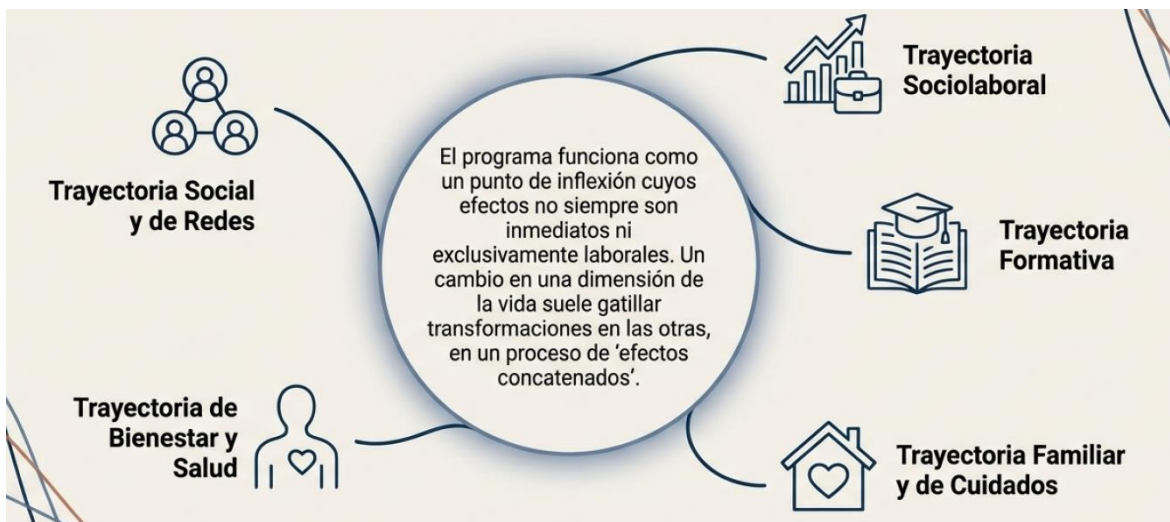 Trayectoria Social
y de Redes
Trayectoria de
Bienestar y
Salud
El programa funciona como
un punto de inflexión cuyos
efectos no siempre son
inmediatos ni
exclusivamente laborales. Un
cambio en una dimensión de
la vida suele gatillar
transformaciones en las otras,
en un proceso de ‘efectos
concatenados‘.
Trayectoria
Sociolaboral
Trayectoria
Formativa
Trayectoria Familiar
y de Cuidados